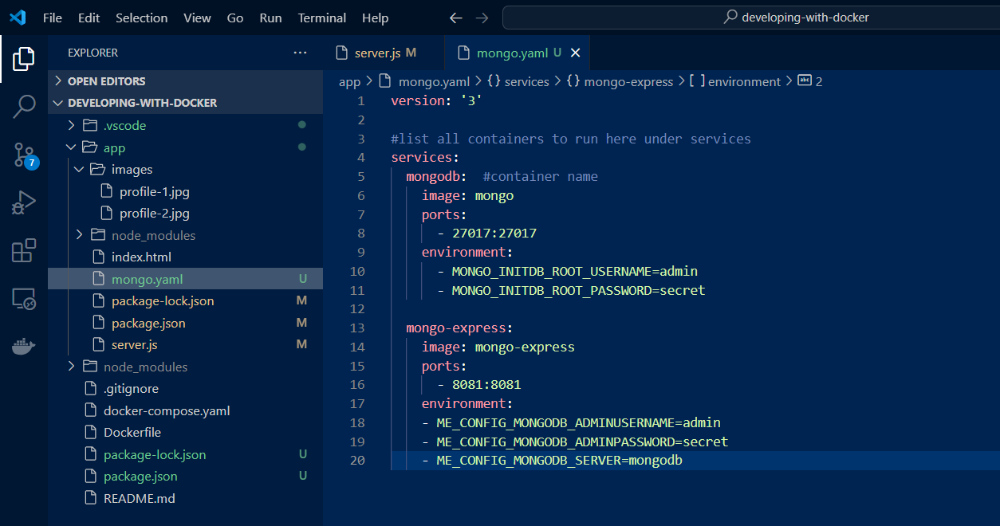 File Edit Selection View Go Run Terminal Help developing-with-docker
EXPLORER
OPEN EDITORS
DEVELOPING-WITH-DOCKER
.vscode
app
images
profile-1.jpg
profile-2.jpg
node_modules
index.html
mongo.yaml U
package-lock.json M
package.json M
server.js M
node_modules
.gitignore
docker-compose.yaml
Dockerfile
package-lock.json U
package.json U
README.md
7
server.js M mongo.yaml U
app > mongo.yaml > {} services > {} mongo-express > [ ] environment > abc 2
1 version: '3'
2
3 #list all containers to run here under services
4 services:
5   mongodb:  #container name
6     image: mongo
7     ports:
8       - 27017:27017
9     environment:
10       - MONGO_INITDB_ROOT_USERNAME=admin
11       - MONGO_INITDB_ROOT_PASSWORD=secret
12
13   mongo-express:
14     image: mongo-express
15     ports:
16       - 8081:8081
17     environment:
18     - ME_CONFIG_MONGODB_ADMINUSERNAME=admin
19     - ME_CONFIG_MONGODB_ADMINPASSWORD=secret
20     - ME_CONFIG_MONGODB_SERVER=mongodb